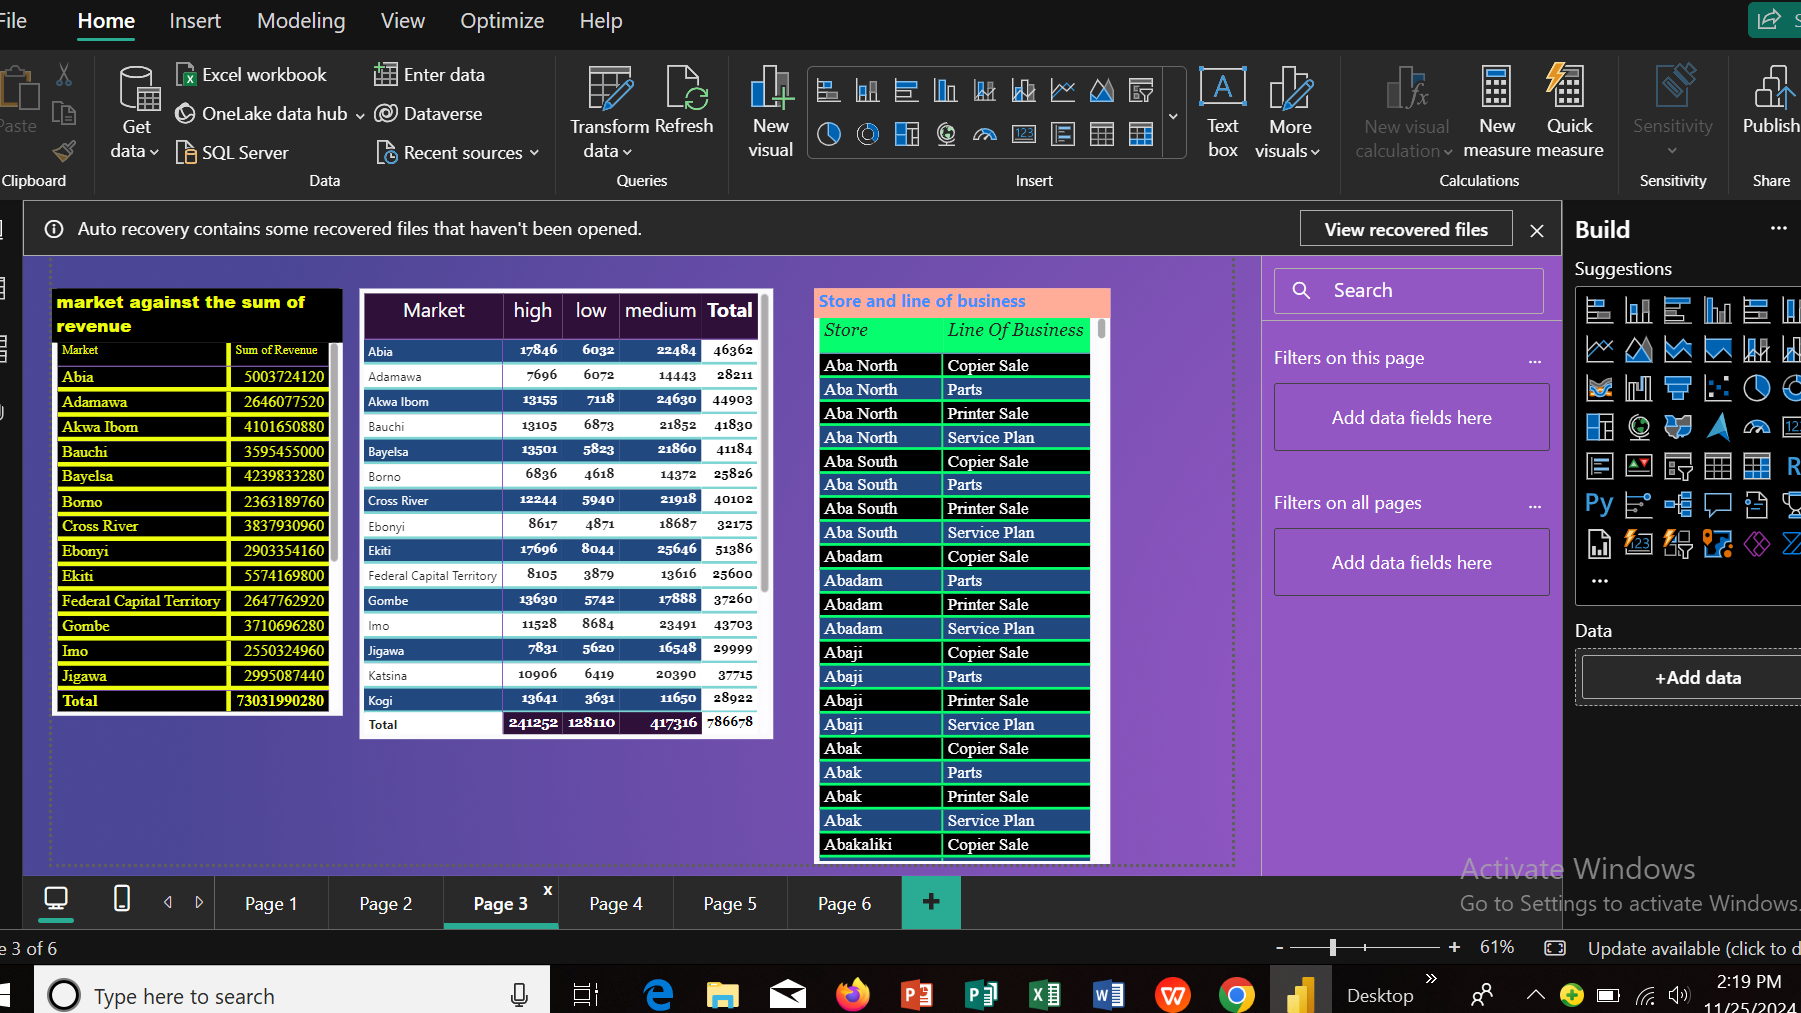 File Home Insert Modeling View Optimize Help
Paste
Clipboard
Get data
Excel workbook
OneLake data hub
SQL Server
Enter data
Dataverse
Recent sources
Data
Transform data
Refresh
Queries
New visual
Text box
More visuals
Insert
New visual calculation
New measure
Quick measure
Calculations
Sensitivity
Sensitivity
Publish
Share
Auto recovery contains some recovered files that haven't been opened.
View recovered files
market against the sum of
revenue
Market Sum of Revenue
Abia 5003724120
Adamawa 2646077520
Akwa Ibom 4101650880
Bauchi 3595455000
Bayelsa 4239833280
Borno 2363189760
Cross River 3837930960
Ebonyi 2903354160
Ekiti 5574169800
Federal Capital Territory 2647762920
Gombe 3710696280
Imo 2550324960
Jigawa 2995087440
Total 73031990280
Market high low medium Total
Abia 17846 6032 22484 46362
Adamawa 7696 6072 14443 28211
Akwa Ibom 13155 7118 24630 44903
Bauchi 13105 6873 21852 41830
Bayelsa 13501 5823 21860 41184
Borno 6836 4618 14372 25826
Cross River 12244 5940 21918 40102
Ebonyi 8617 4871 18687 32175
Ekiti 17696 8044 25646 51386
Federal Capital Territory 8105 3879 13616 25600
Gombe 13630 5742 17888 37260
Imo 11528 8684 23491 43703
Jigawa 7831 5620 16548 29999
Katsina 10906 6419 20390 37715
Kogi 13641 3631 11650 28922
Total 241252 128110 417316 786678
Store and line of business
Store Line Of Business
Aba North Copier Sale
Aba North Parts
Aba North Printer Sale
Aba North Service Plan
Aba South Copier Sale
Aba South Parts
Aba South Printer Sale
Aba South Service Plan
Abadam Copier Sale
Abadam Parts
Abadam Printer Sale
Abadam Service Plan
Abaji Copier Sale
Abaji Parts
Abaji Printer Sale
Abaji Service Plan
Abak Copier Sale
Abak Parts
Abak Printer Sale
Abak Service Plan
Abakaliki Copier Sale
Search
Filters on this page ...
Add data fields here
Filters on all pages ...
Add data fields here
Build ...
Suggestions
123
R
Py
123
...
Data
+Add data
Activate Windows
Go to Settings to activate Windows.
Page 1 Page 2 Page 3 x Page 4 Page 5 Page 6 +
e 3 of 6
- + 61% Update available (click to d
Type here to search
Desktop
2:19 PM
11/25/2024